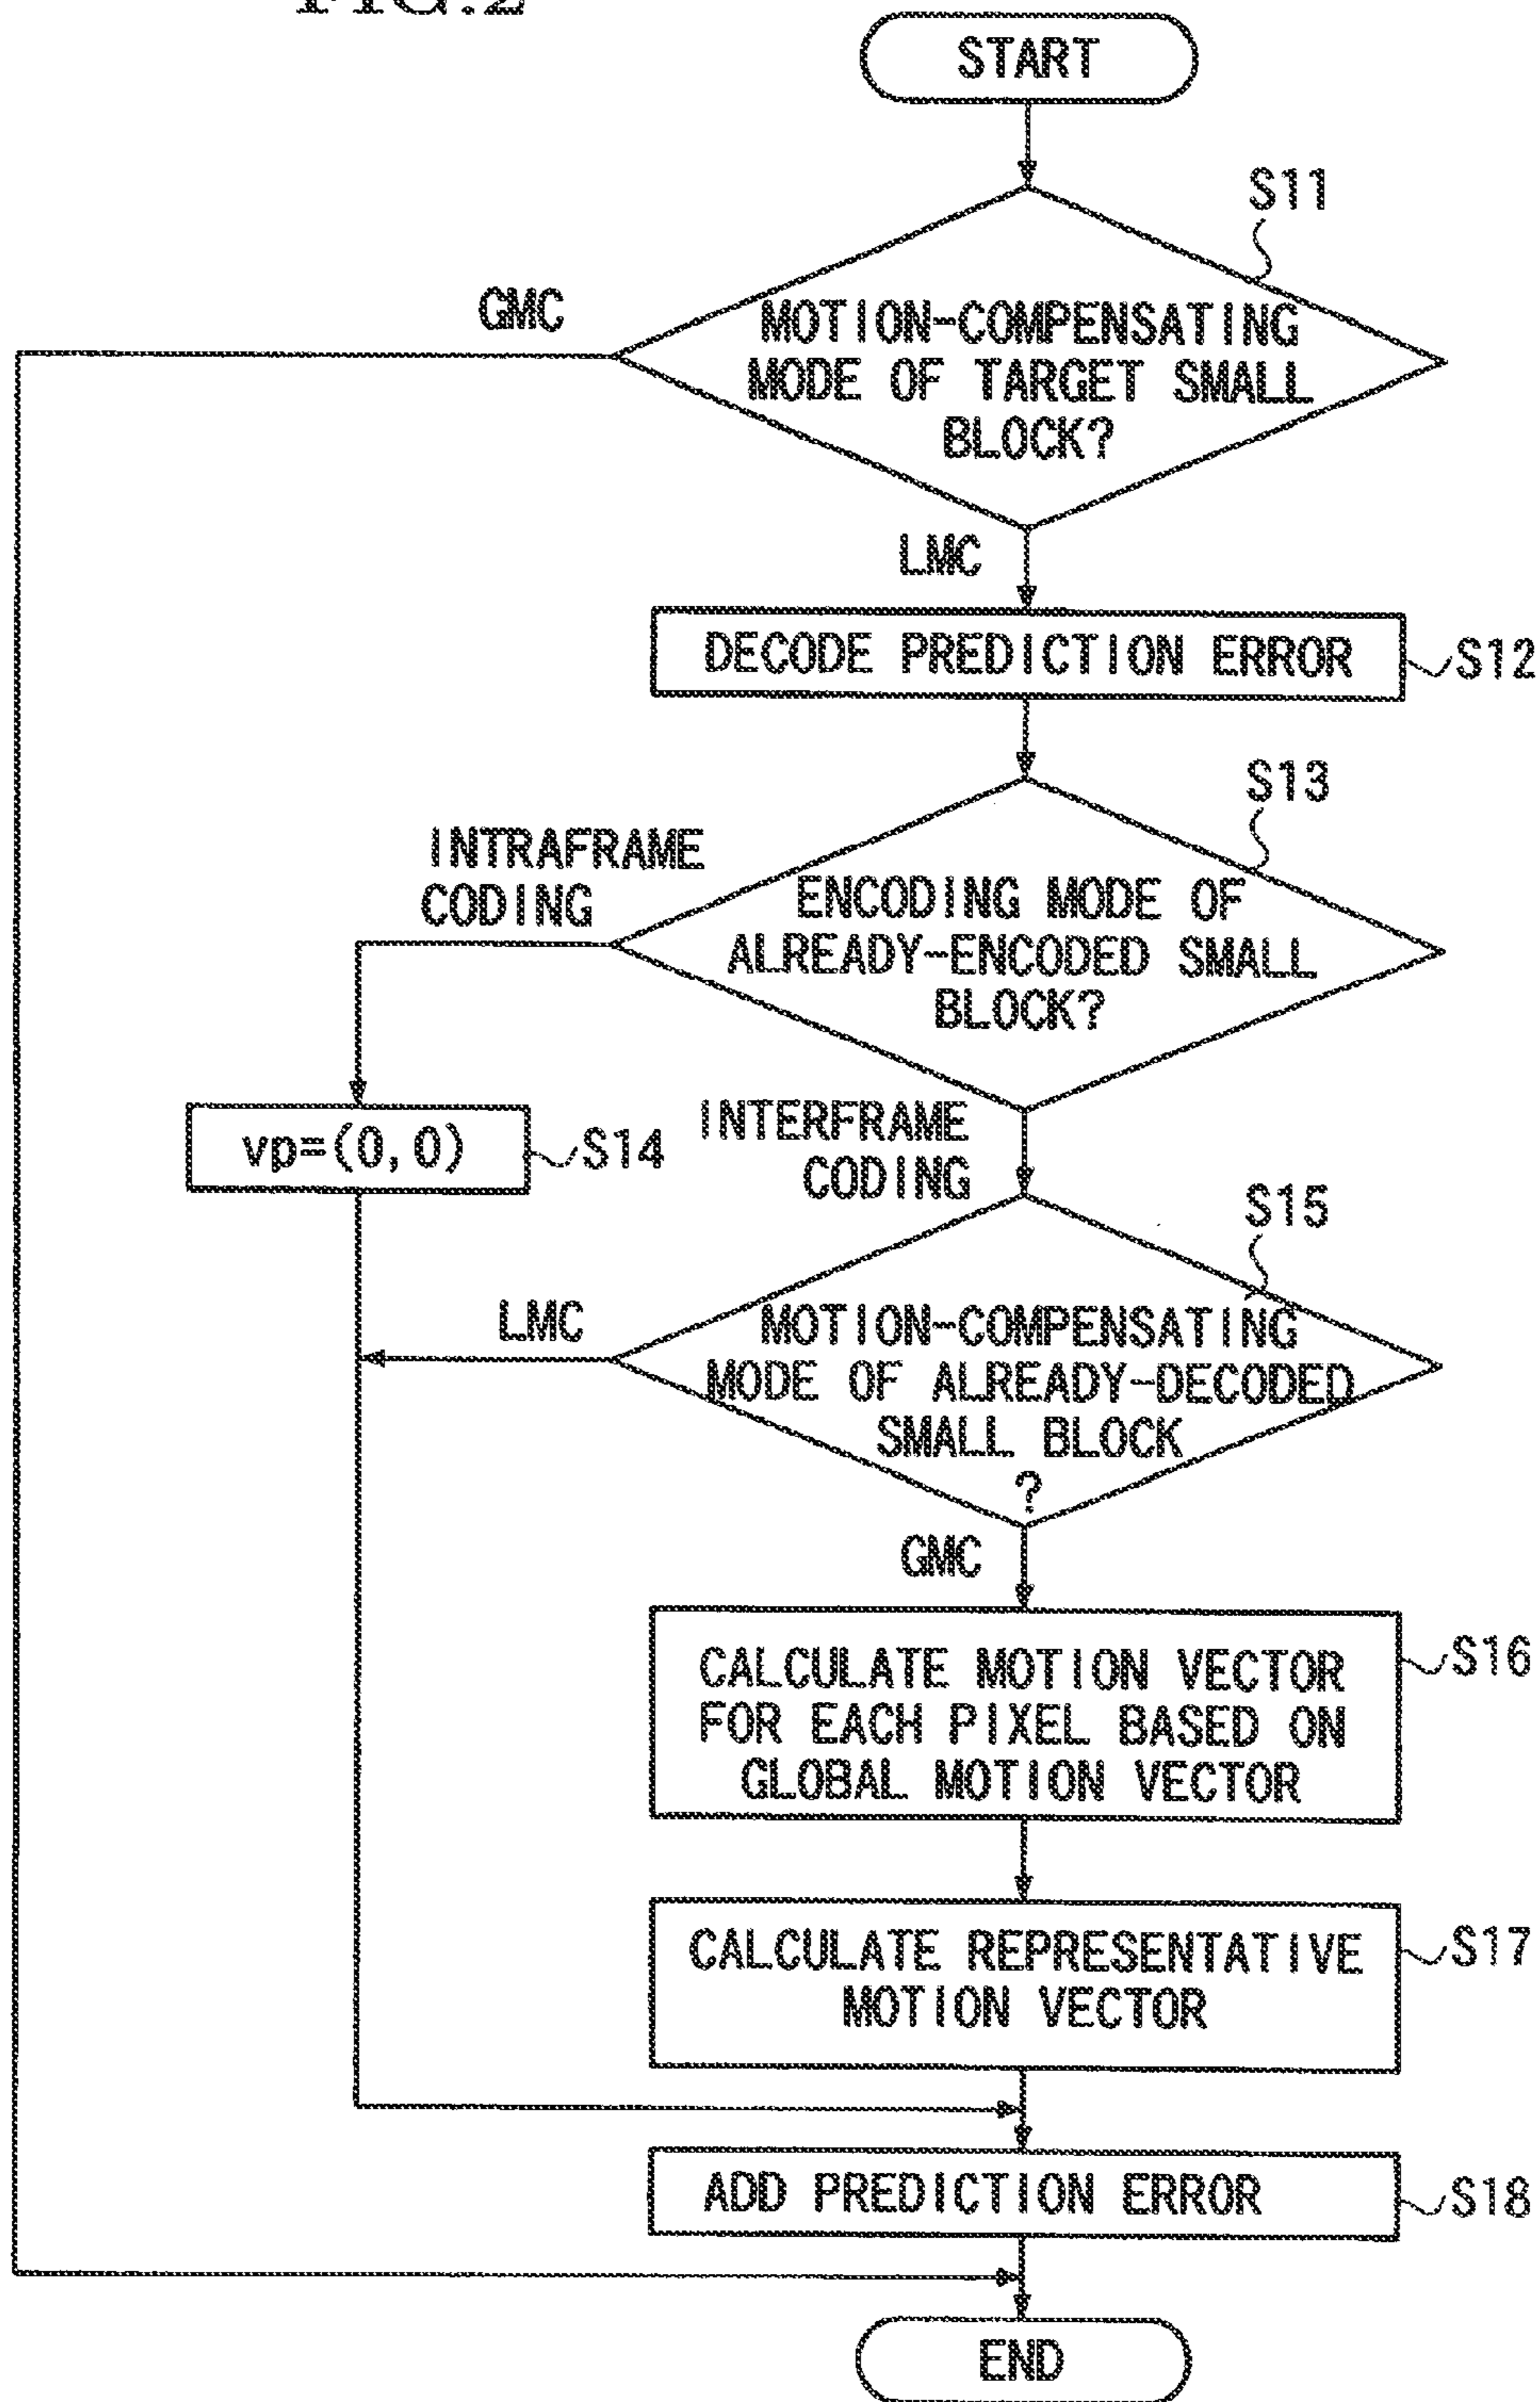 FIG.2
START
S11
GMC
MOTION-COMPENSATING
MODE OF TARGET SMALL
BLOCK?
LMC
DECODE PREDICTION ERROR
S12
S13
INTRAFRAME
CODING
ENCODING MODE OF
ALREADY-ENCODED SMALL
BLOCK?
vp=(0,0)
S14
INTERFRAME
CODING
S15
LMC
MOTION-COMPENSATING
MODE OF ALREADY-DECODED
SMALL BLOCK
?
GMC
CALCULATE MOTION VECTOR
FOR EACH PIXEL BASED ON
GLOBAL MOTION VECTOR
S16
CALCULATE REPRESENTATIVE
MOTION VECTOR
S17
ADD PREDICTION ERROR
S18
END